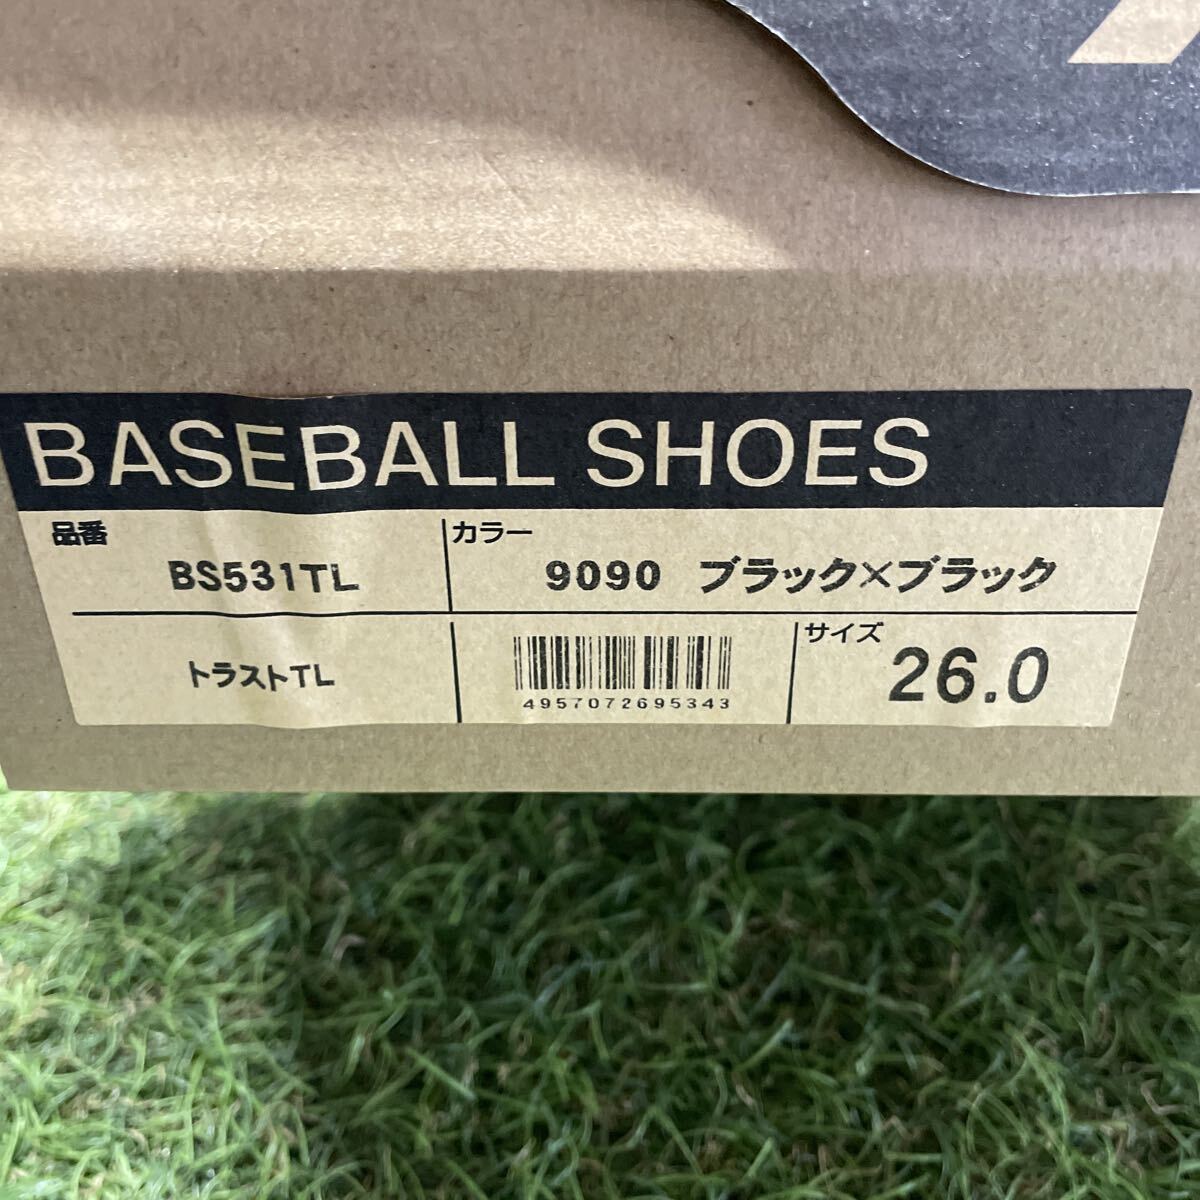 BASEBALL SHOES
品番
BS531TL
カラー
9090 ブラック×ブラック
トラストTL
4957072695343
サイズ
26.0